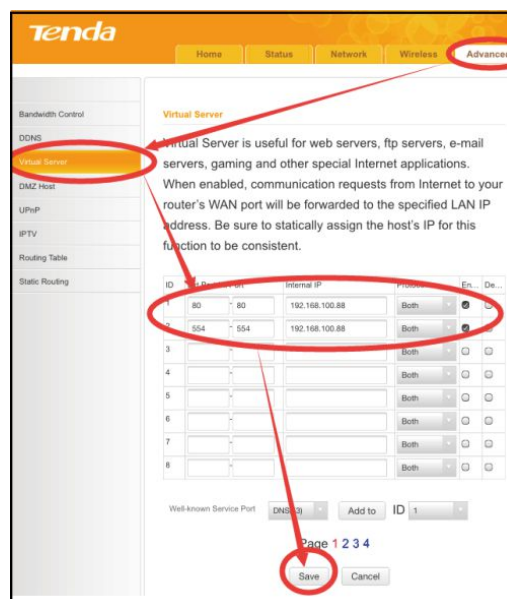 Tenda
Home Status Network Wireless Advanced
Bandwidth Control
DDNS
Virtual Server
DMZ Host
UPnP
IPTV
Routing Table
Static Routing
Virtual Server
Virtual Server is useful for web servers, ftp servers, e-mail
servers, gaming and other special Internet applications.
When enabled, communication requests from Internet to your
router's WAN port will be forwarded to the specified LAN IP
address. Be sure to statically assign the host's IP for this
function to be consistent.
ID Internal IP En... De...
1 80 - 80 192.168.100.88 Both
2 554 - 554 192.168.100.88 Both
3 - Both
4 - Both
5 - Both
6 - Both
7 - Both
8 - Both
Well-known Service Port Add to ID 1
Page 1 2 3 4
Save Cancel